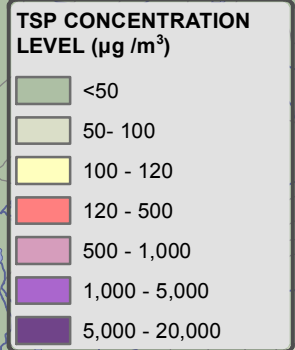 TSP CONCENTRATION
LEVEL (µg /m³)
<50
50- 100
100 - 120
120 - 500
500 - 1,000
1,000 - 5,000
5,000 - 20,000